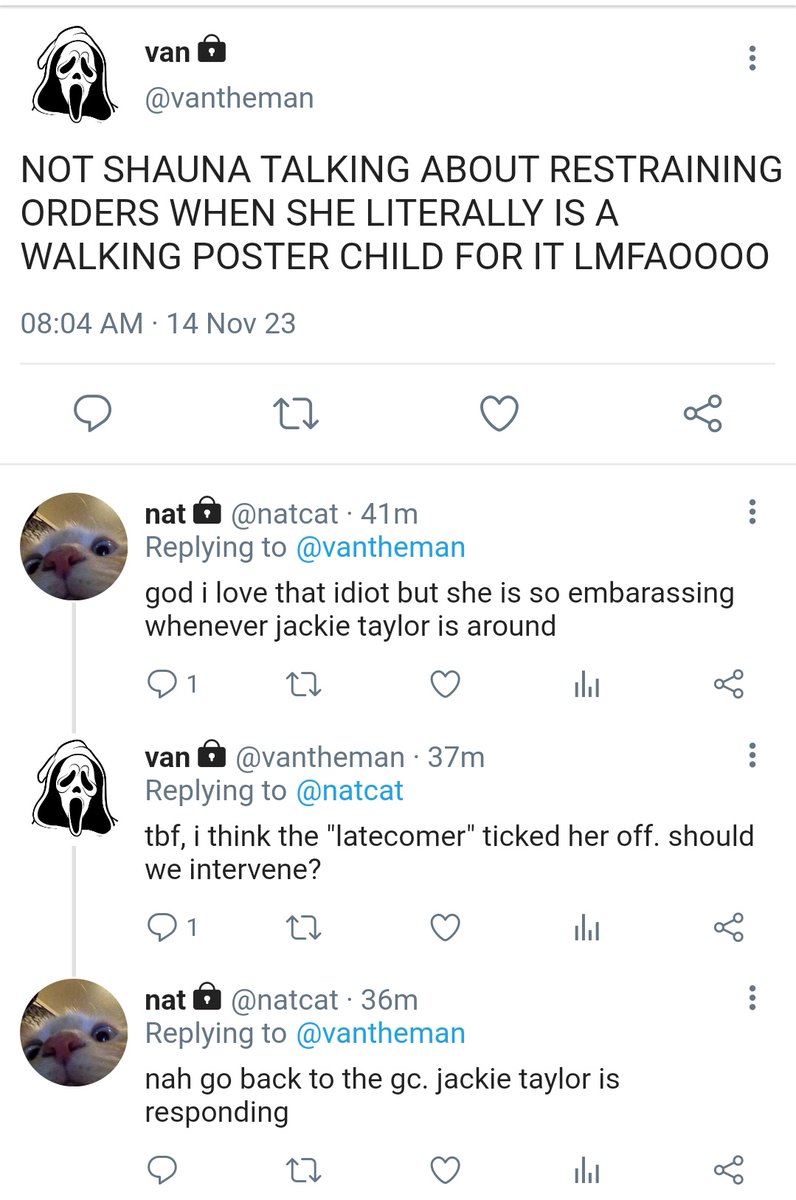 van
@vantheman
NOT SHAUNA TALKING ABOUT RESTRAINING
ORDERS WHEN SHE LITERALLY IS A
WALKING POSTER CHILD FOR IT LMFAOOOO
08:04 AM · 14 Nov 23
nat @natcat · 41m
Replying to @vantheman
god i love that idiot but she is so embarassing
whenever jackie taylor is around
1
van @vantheman · 37m
Replying to @natcat
tbf, i think the "latecomer" ticked her off. should
we intervene?
1
nat @natcat · 36m
Replying to @vantheman
nah go back to the gc. jackie taylor is
responding